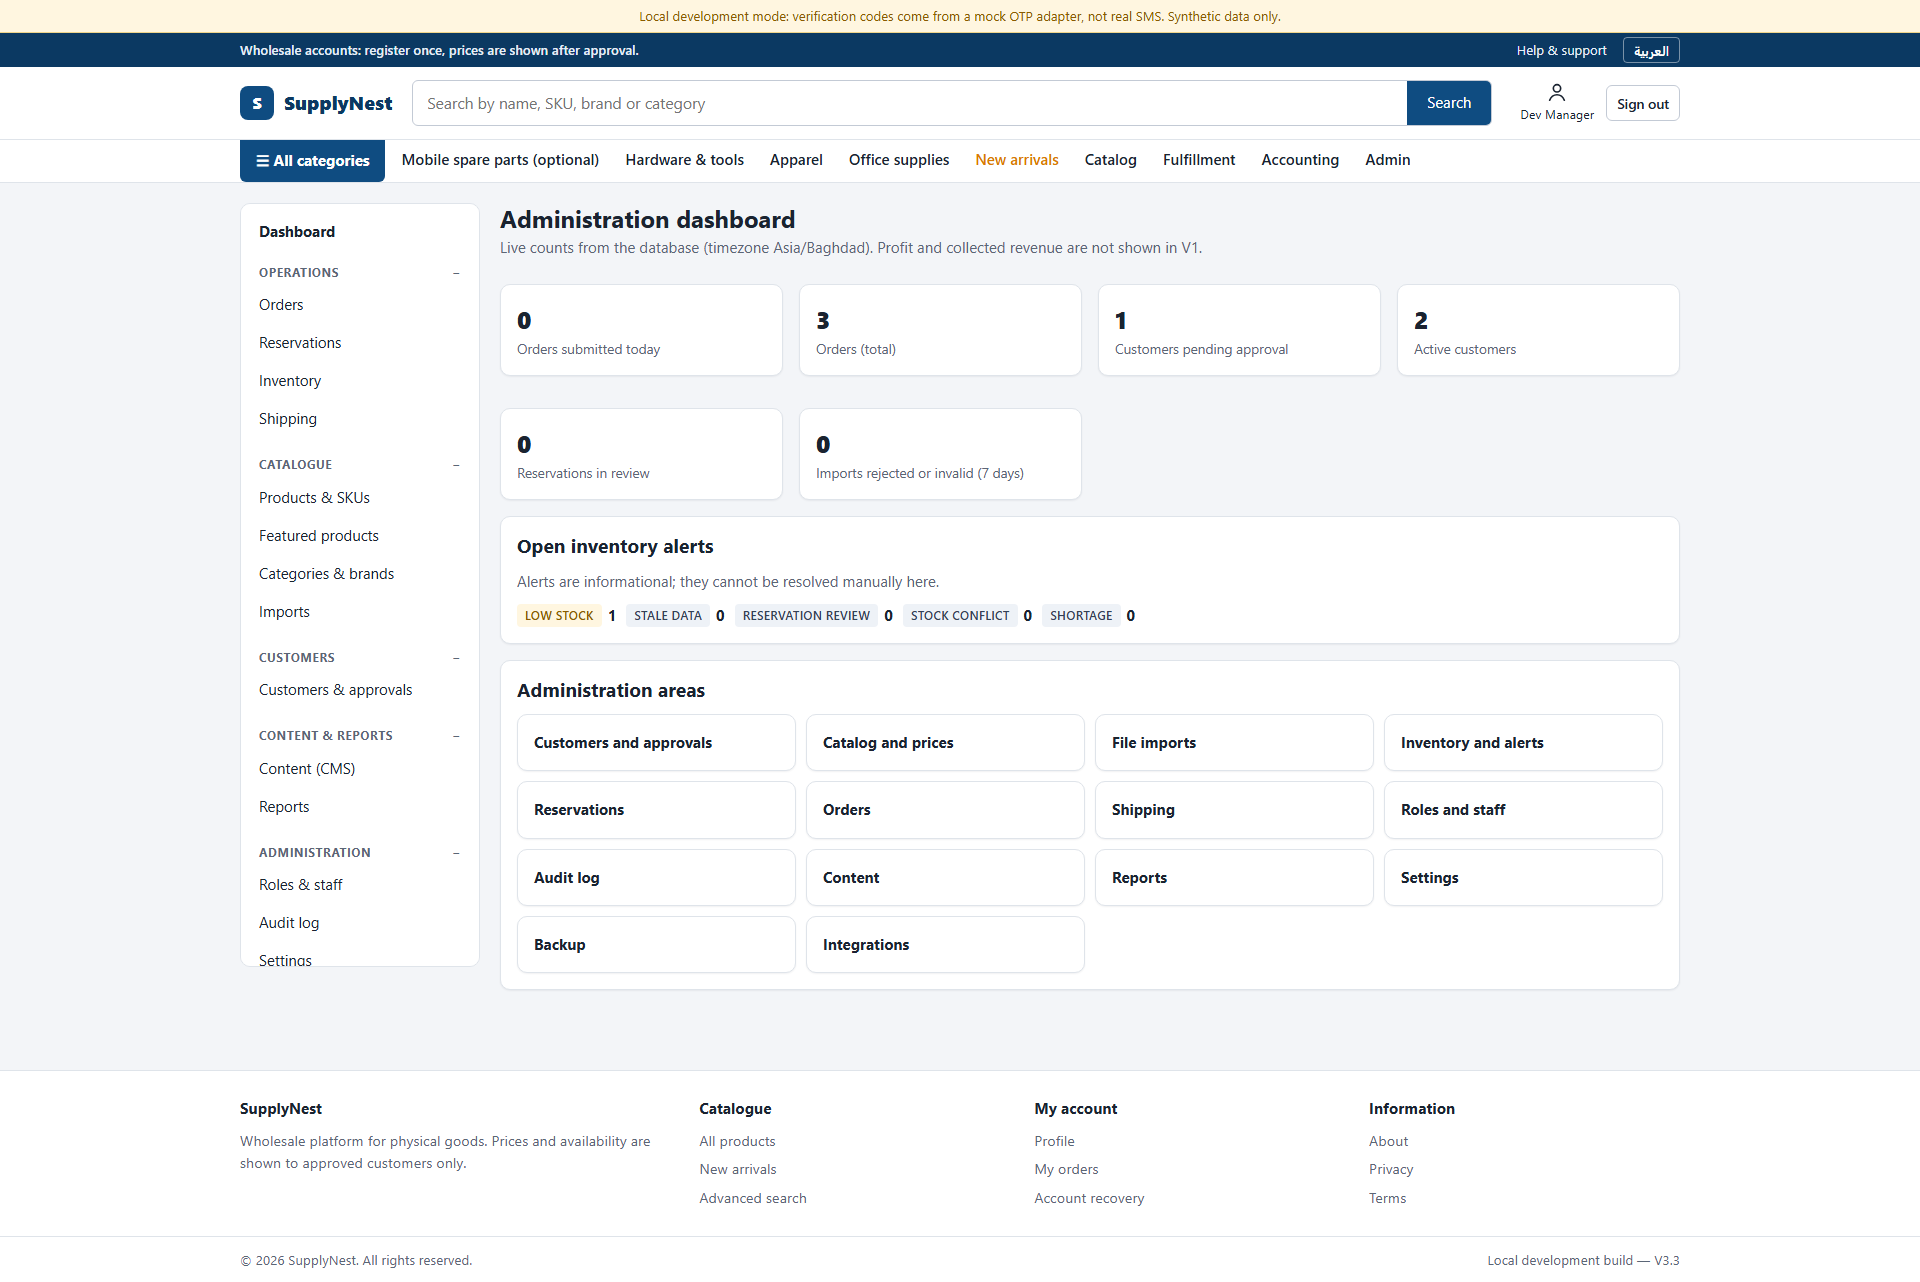 Local development mode: verification codes come from a mock OTP adapter, not real SMS. Synthetic data only.
Wholesale accounts: register once, prices are shown after approval.
Help & support
العربية
S
SupplyNest
Search by name, SKU, brand or category
Search
Dev Manager
Sign out
☰ All categories
Mobile spare parts (optional)
Hardware & tools
Apparel
Office supplies
New arrivals
Catalog
Fulfillment
Accounting
Admin
Dashboard
OPERATIONS –
Orders
Reservations
Inventory
Shipping
CATALOGUE –
Products & SKUs
Featured products
Categories & brands
Imports
CUSTOMERS –
Customers & approvals
CONTENT & REPORTS –
Content (CMS)
Reports
ADMINISTRATION –
Roles & staff
Audit log
Settings
Administration dashboard
Live counts from the database (timezone Asia/Baghdad). Profit and collected revenue are not shown in V1.
0
Orders submitted today
3
Orders (total)
1
Customers pending approval
2
Active customers
0
Reservations in review
0
Imports rejected or invalid (7 days)
Open inventory alerts
Alerts are informational; they cannot be resolved manually here.
LOW STOCK 1 STALE DATA 0 RESERVATION REVIEW 0 STOCK CONFLICT 0 SHORTAGE 0
Administration areas
Customers and approvals
Catalog and prices
File imports
Inventory and alerts
Reservations
Orders
Shipping
Roles and staff
Audit log
Content
Reports
Settings
Backup
Integrations
SupplyNest
Wholesale platform for physical goods. Prices and availability are
shown to approved customers only.
Catalogue
All products
New arrivals
Advanced search
My account
Profile
My orders
Account recovery
Information
About
Privacy
Terms
© 2026 SupplyNest. All rights reserved.
Local development build — V3.3